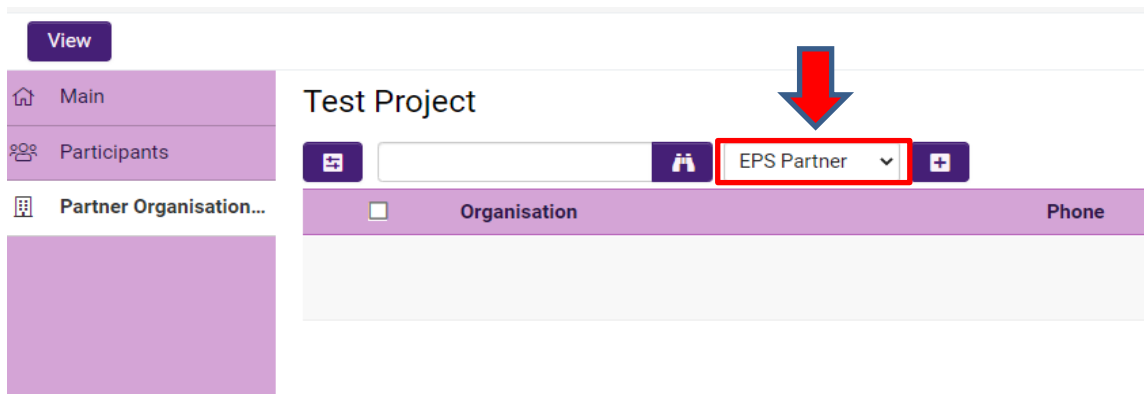 View
Main
Test Project
Participants
EPS Partner
Partner Organisation...
Organisation
Phone